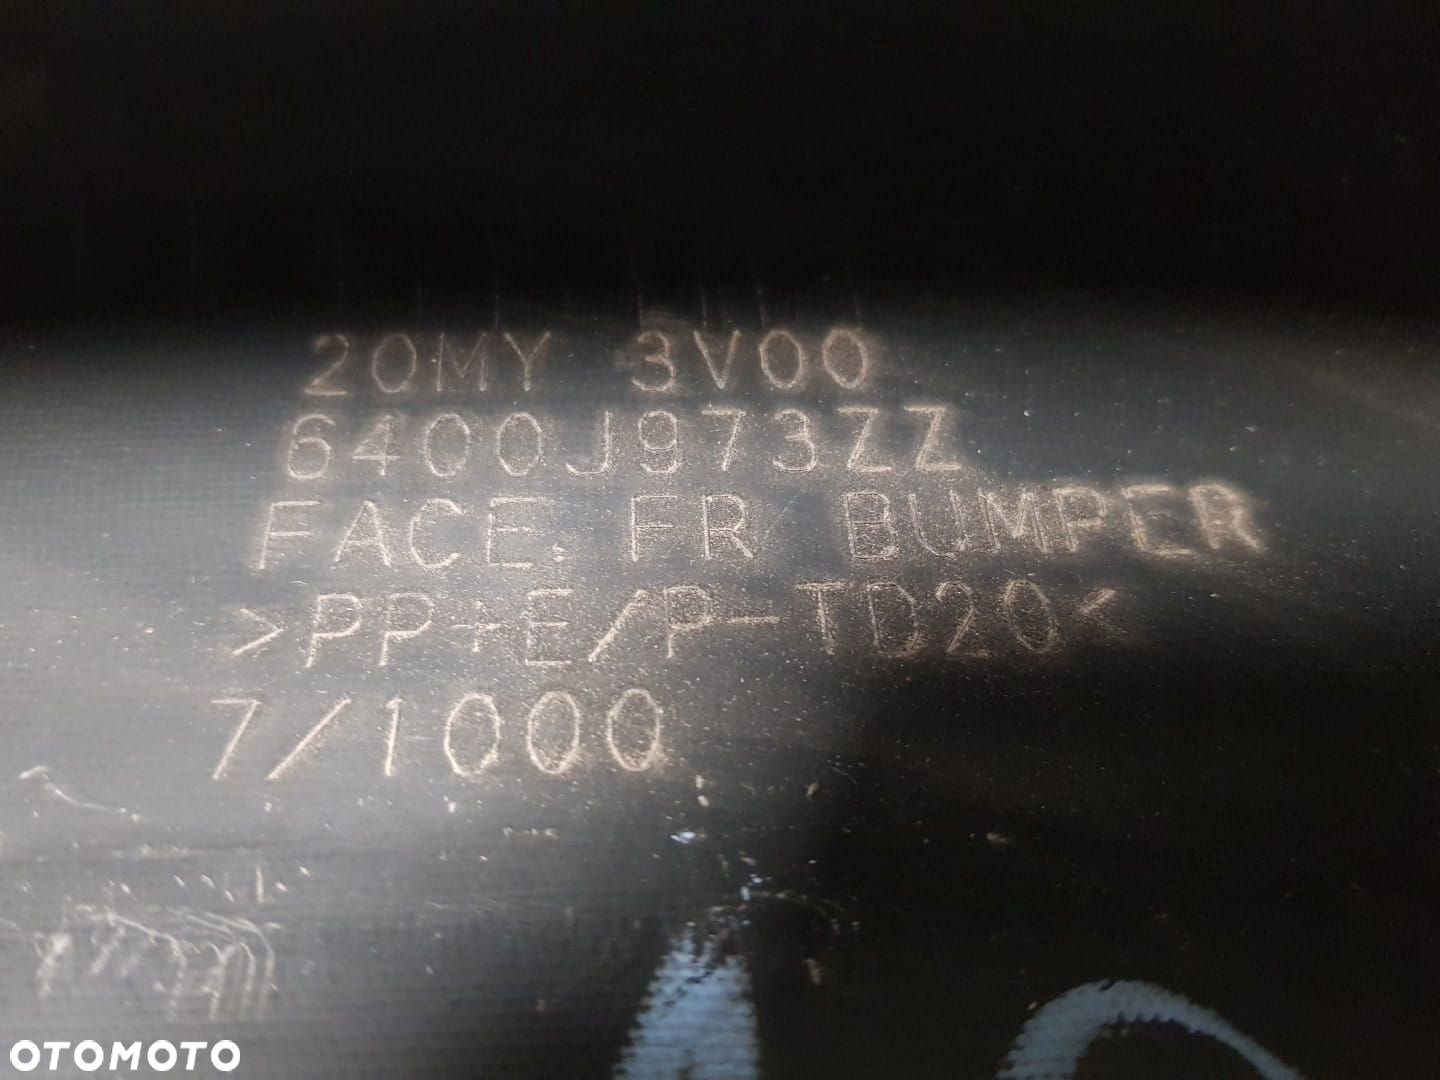 20MY 3V00
6400J973ZZ
FACE, FR BUMPER
>PP+E/P-TD20<
7/1000
OTOMOTO